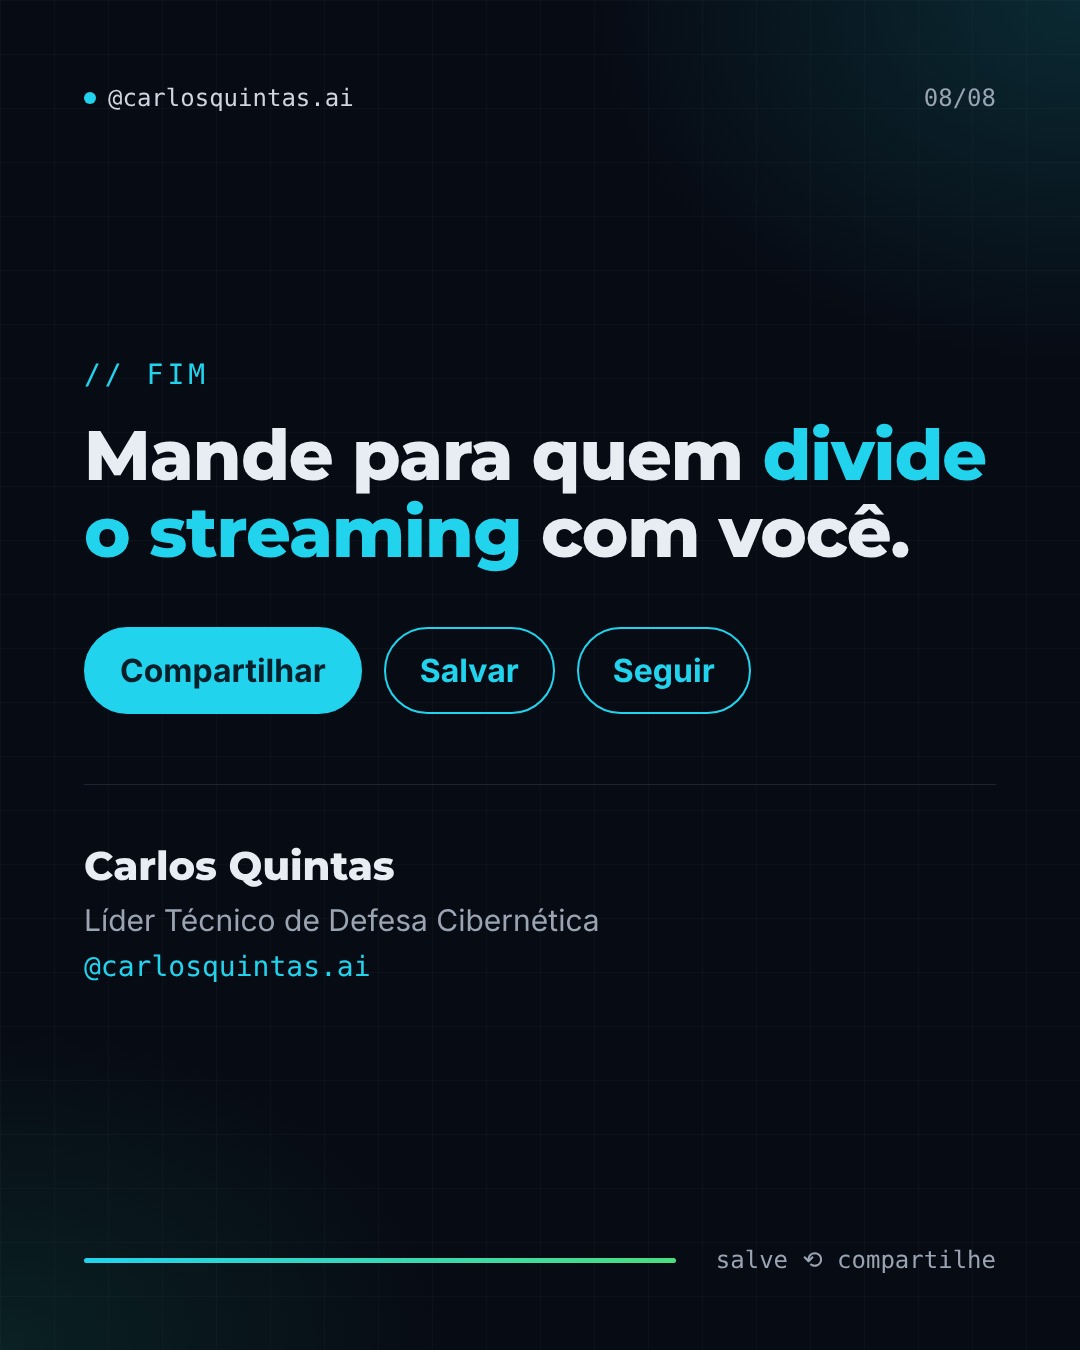 @carlosquintas.ai
08/08
// FIM
Mande para quem divide
o streaming com você.
Compartilhar
Salvar
Seguir
Carlos Quintas
Líder Técnico de Defesa Cibernética
@carlosquintas.ai
salve ⟲ compartilhe